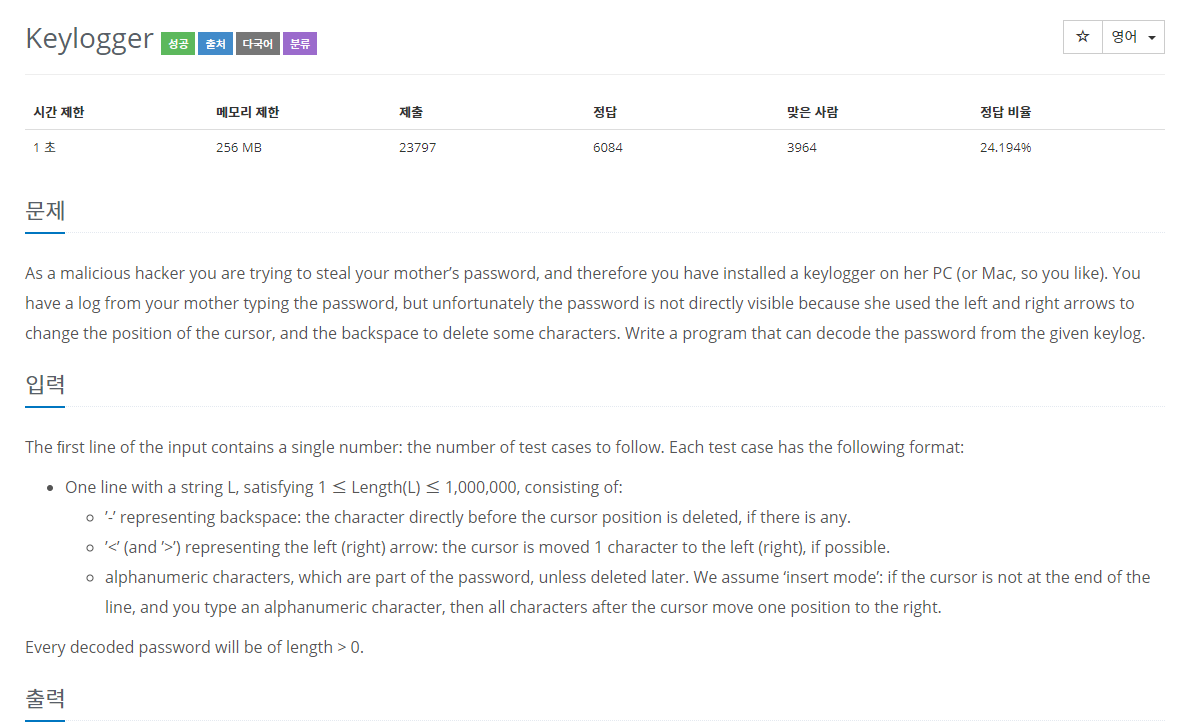 Keylogger 성공 출처 다국어 분류
☆ 영어
시간 제한 메모리 제한 제출 정답 맞은 사람 정답 비율
1 초 256 MB 23797 6084 3964 24.194%
문제
As a malicious hacker you are trying to steal your mother’s password, and therefore you have installed a keylogger on her PC (or Mac, so you like). You
have a log from your mother typing the password, but unfortunately the password is not directly visible because she used the left and right arrows to
change the position of the cursor, and the backspace to delete some characters. Write a program that can decode the password from the given keylog.
입력
The first line of the input contains a single number: the number of test cases to follow. Each test case has the following format:
• One line with a string L, satisfying 1 ≤ Length(L) ≤ 1,000,000, consisting of:
◦ ’-’ representing backspace: the character directly before the cursor position is deleted, if there is any.
◦ ’<’ (and ’>’) representing the left (right) arrow: the cursor is moved 1 character to the left (right), if possible.
◦ alphanumeric characters, which are part of the password, unless deleted later. We assume ‘insert mode’: if the cursor is not at the end of the
line, and you type an alphanumeric character, then all characters after the cursor move one position to the right.
Every decoded password will be of length > 0.
출력